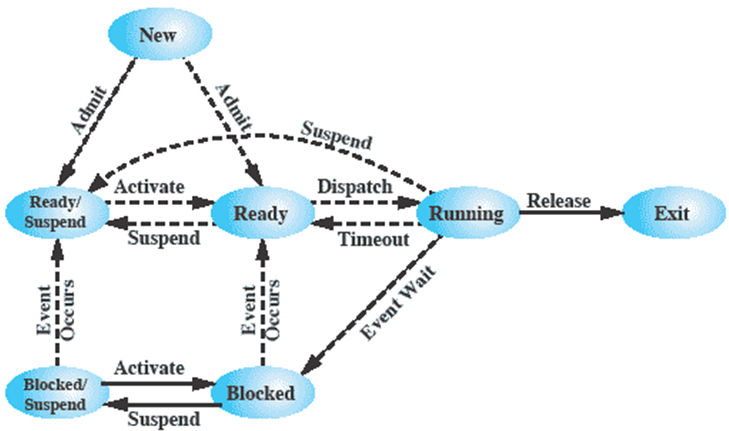 New
Admit
Admit
Suspend
Ready/
Suspend
Activate
Suspend
Ready
Dispatch
Timeout
Running
Release
Exit
Event
Occurs
Event
Occurs
Event Wait
Blocked/
Suspend
Activate
Suspend
Blocked